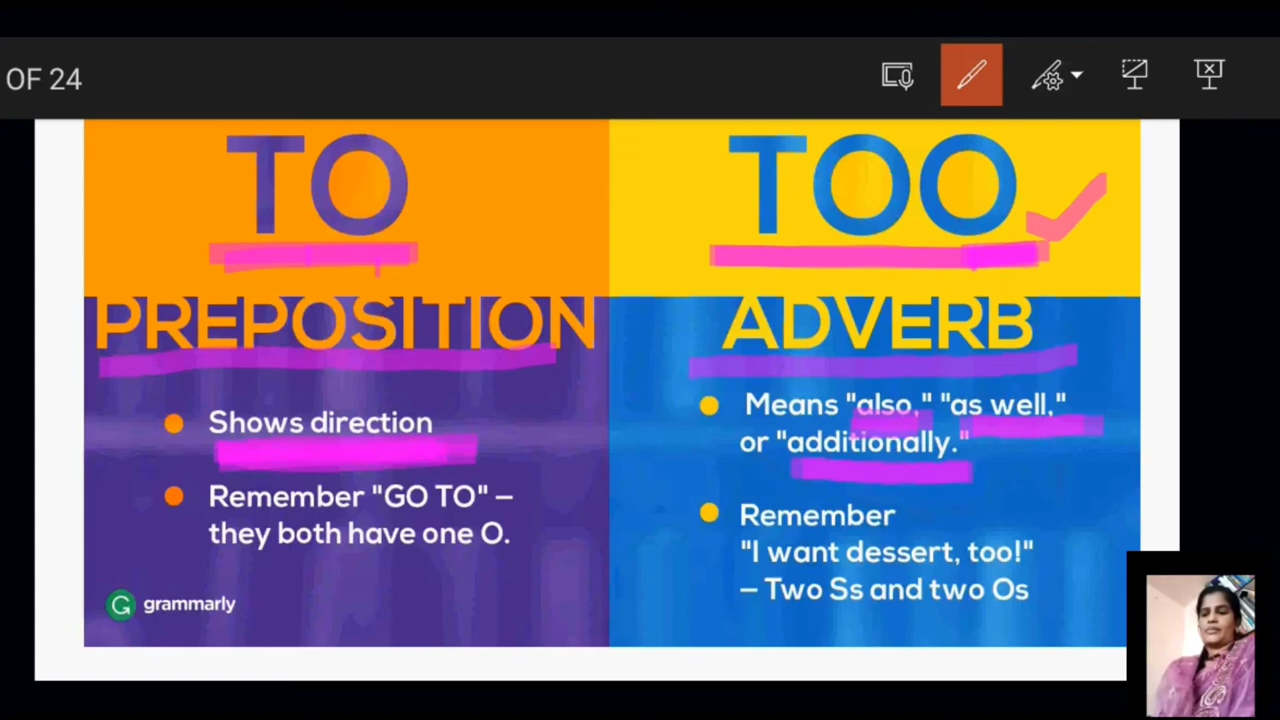 OF 24
TO
TOO
PREPOSITION
ADVERB
Shows direction
Remember "GO TO" –
they both have one O.
Means "also," "as well,"
or "additionally."
Remember
"I want dessert, too!"
– Two Ss and two Os
G grammarly